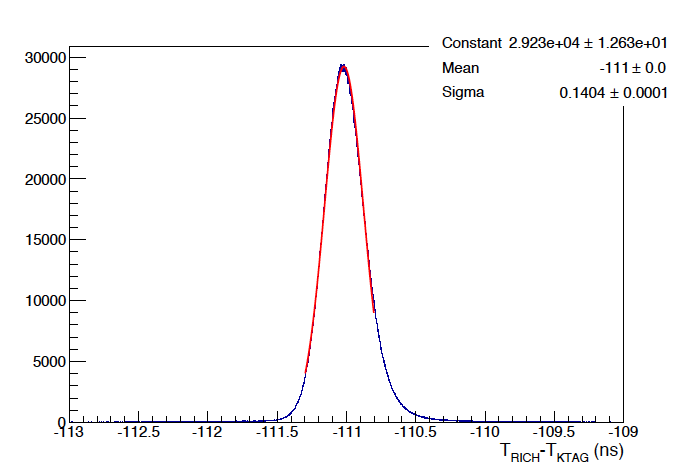 Constant 2.923e+04 ± 1.263e+01
Mean -111 ± 0.0
Sigma 0.1404 ± 0.0001
30000
25000
20000
15000
10000
5000
0
-113 -112.5 -112 -111.5 -111 -110.5 -110 -109.5 -109
T_RICH-T_KTAG (ns)